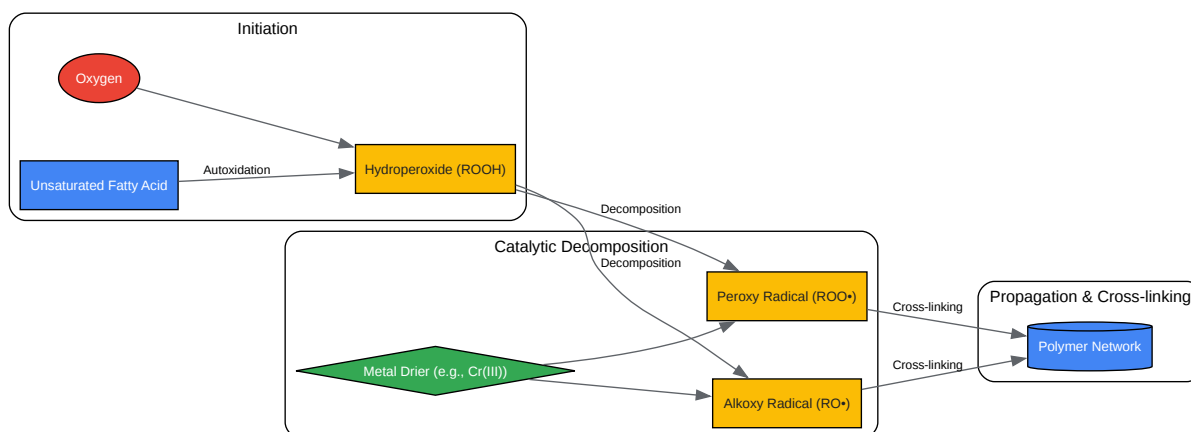 Initiation
Oxygen
Unsaturated Fatty Acid
Autoxidation
Hydroperoxide (ROOH)
Decomposition
Catalytic Decomposition
Decomposition
Peroxy Radical (ROO•)
Metal Drier (e.g., Cr(III))
Alkoxy Radical (RO•)
Cross-linking
Cross-linking
Propagation & Cross-linking
Polymer Network